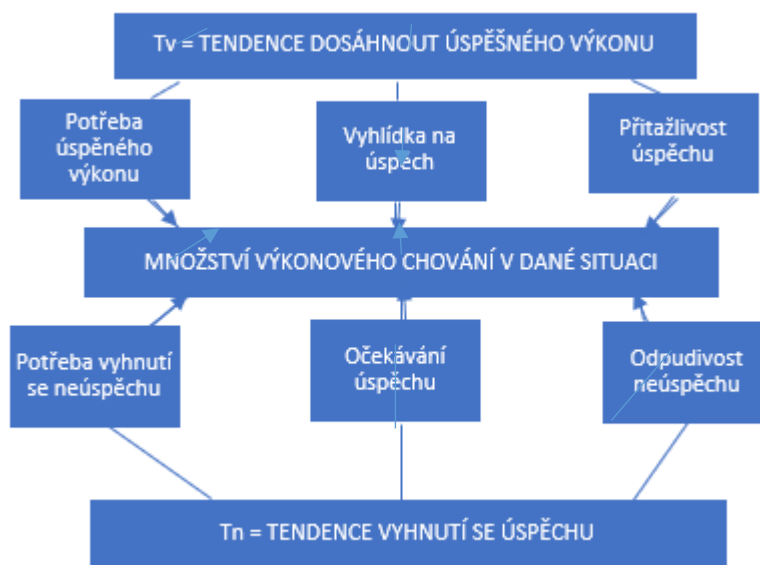 Tv = TENDENCE DOSÁHNOUT ÚSPĚŠNÉHO VÝKONU
Potřeba
úspěného
výkonu
Vyhlídka na
úspěch
Přitažlivost
úspěchu
MNOŽSTVÍ VÝKONOVÉHO CHOVÁNÍ V DANÉ SITUACI
Potřeba vyhnutí
se neúspěchu
Očekávání
úspěchu
Odpudivost
neúspěchu
Tn = TENDENCE VYHNUTÍ SE ÚSPĚCHU